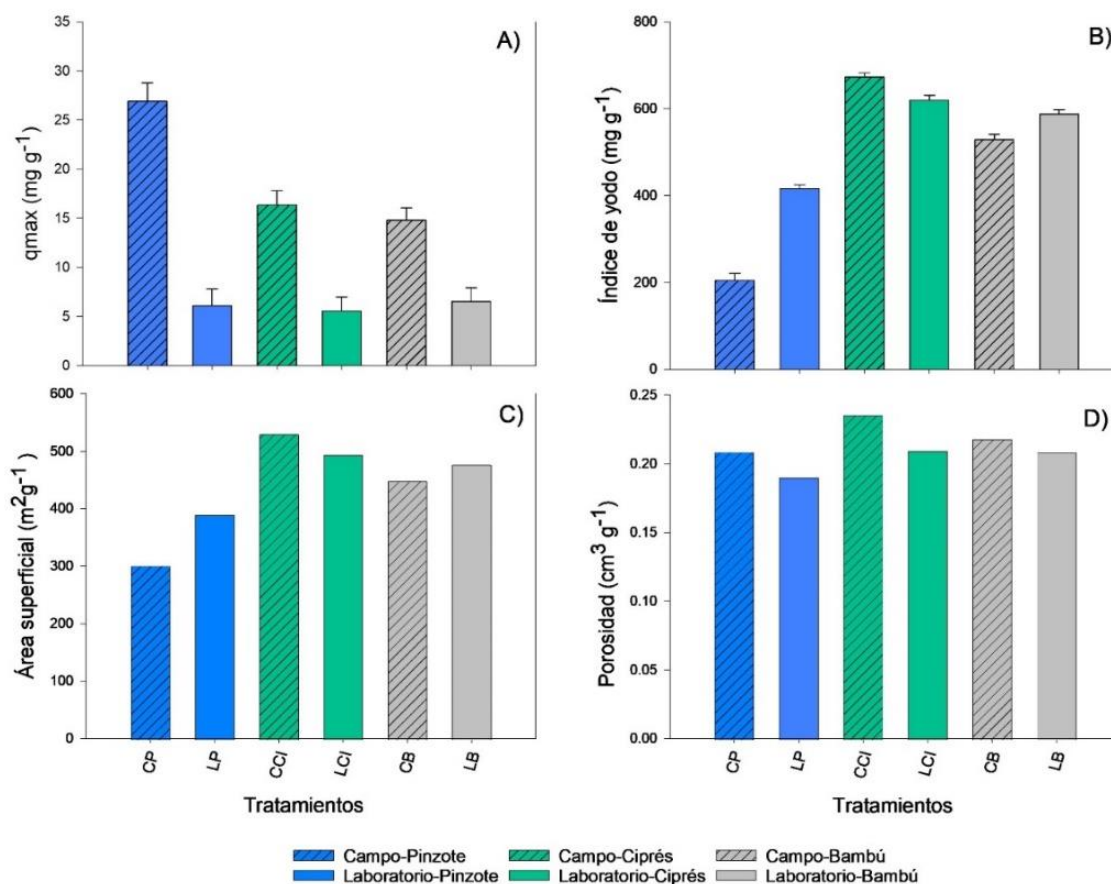 A)
35
30
25
20
15
10
5
0
qmax (mg g-1)
B)
800
600
400
200
0
Índice de yodo (mg g-1)
C)
600
500
400
300
200
100
0
Área superficial (m2g-1)
CP LP CCI LCI CB LB
Tratamientos
D)
0.25
0.20
0.15
0.10
0.05
0.00
Porosidad (cm3 g-1)
CP LP CCI LCI CB LB
Tratamientos
Campo-Pinzote Campo-Ciprés Campo-Bambú
Laboratorio-Pinzote Laboratorio-Ciprés Laboratorio-Bambú